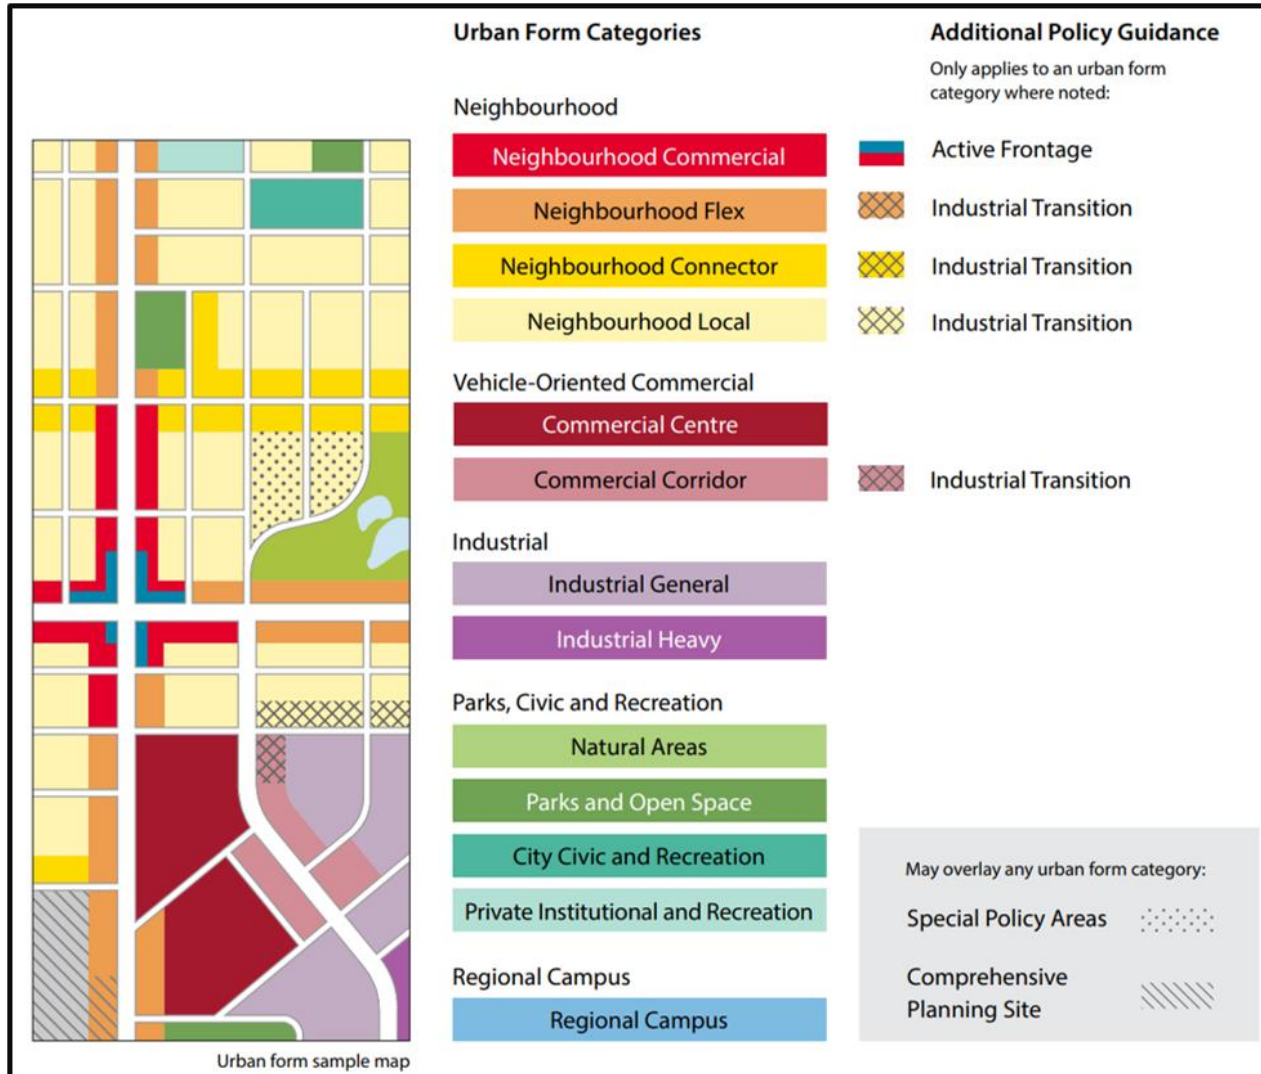 Urban Form Categories
Neighbourhood
Neighbourhood Commercial
Neighbourhood Flex
Neighbourhood Connector
Neighbourhood Local
Vehicle-Oriented Commercial
Commercial Centre
Commercial Corridor
Industrial
Industrial General
Industrial Heavy
Parks, Civic and Recreation
Natural Areas
Parks and Open Space
City Civic and Recreation
Private Institutional and Recreation
Regional Campus
Regional Campus
Additional Policy Guidance
Only applies to an urban form
category where noted:
Active Frontage
Industrial Transition
Industrial Transition
Industrial Transition
Industrial Transition
May overlay any urban form category:
Special Policy Areas
Comprehensive
Planning Site
Urban form sample map